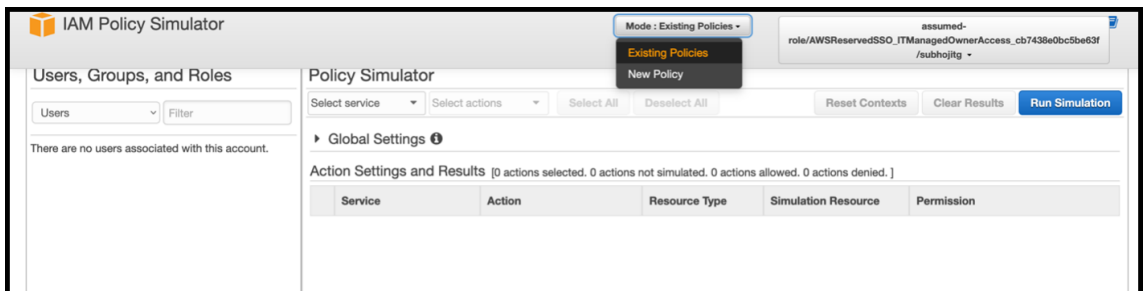 IAM Policy Simulator
Mode : Existing Policies
Existing Policies
New Policy
assumed-
role/AWSReservedSSO_ITManagedOwnerAccess_cb7438e0bc5be63f
/subhojitg
Users, Groups, and Roles
Users
Filter
There are no users associated with this account.
Policy Simulator
Select service
Select actions
Select All
Deselect All
Reset Contexts
Clear Results
Run Simulation
Global Settings
Action Settings and Results [0 actions selected. 0 actions not simulated. 0 actions allowed. 0 actions denied. ]
Service
Action
Resource Type
Simulation Resource
Permission